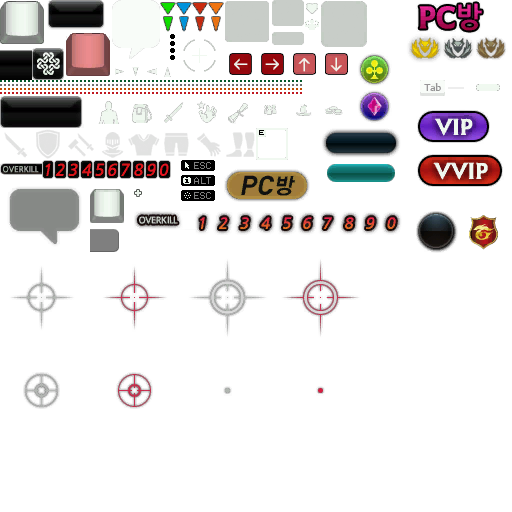 PC방
Tab
VIP
E
ESC
OVERKILL 1234567890
ALT
VVIP
PC방
ESC
OVERKILL
1 2 3 4 5 6 7 8 9 0